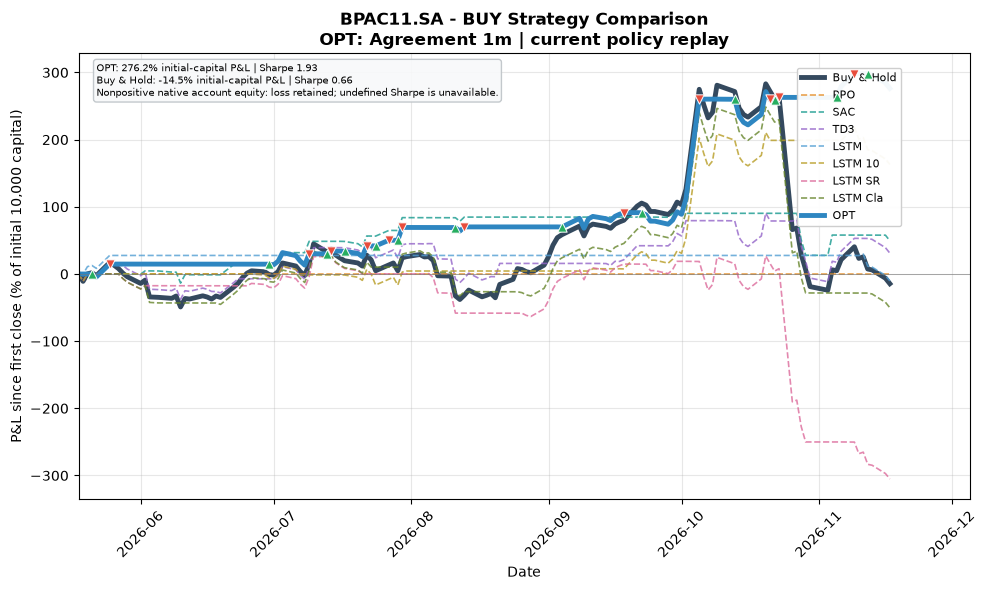 BPAC11.SA - BUY Strategy Comparison
OPT: Agreement 1m | current policy replay
OPT: 276.2% initial-capital P&L | Sharpe 1.93
Buy & Hold: -14.5% initial-capital P&L | Sharpe 0.66
Nonpositive native account equity: loss retained; undefined Sharpe is unavailable.
Buy & Hold
PPO
SAC
TD3
LSTM
LSTM 10
LSTM SR
LSTM Cla
OPT
P&L since first close (% of initial 10,000 capital)
300
200
100
0
−100
−200
−300
2026-06
2026-07
2026-08
2026-09
2026-10
2026-11
2026-12
Date